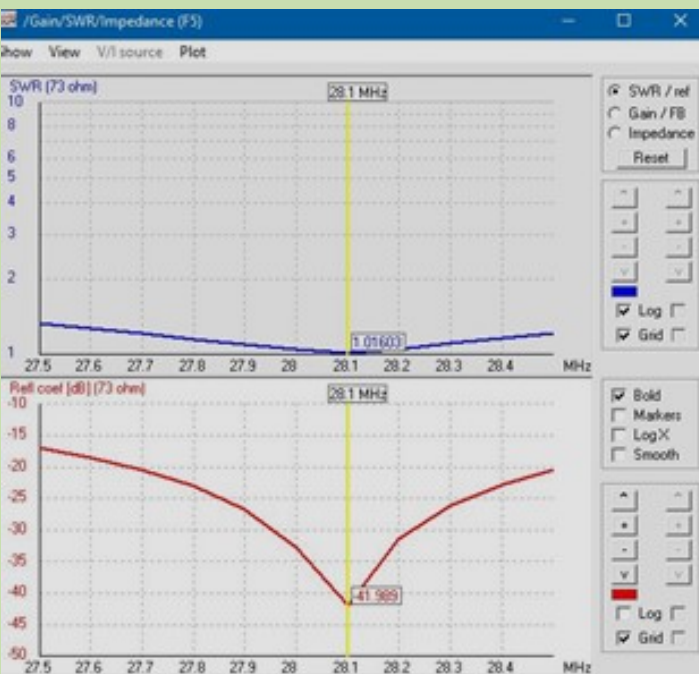 /Gain/SWR/Impedance (F5)
Show View V/I source Plot
SWR (73 ohm)
28.1 MHz
10
8
6
5
4
3
2
1
1.01603
27.5 27.6 27.7 27.8 27.9 28 28.1 28.2 28.3 28.4 MHz
Refl coef [dB] (73 ohm)
28.1 MHz
-10
-15
-20
-25
-30
-35
-40
-45
-50
-41.989
27.5 27.6 27.7 27.8 27.9 28 28.1 28.2 28.3 28.4 MHz
SWR / ref
Gain / FB
Impedance
Reset
Log
Grid
Bold
Markers
Log X
Smooth
Log
Grid